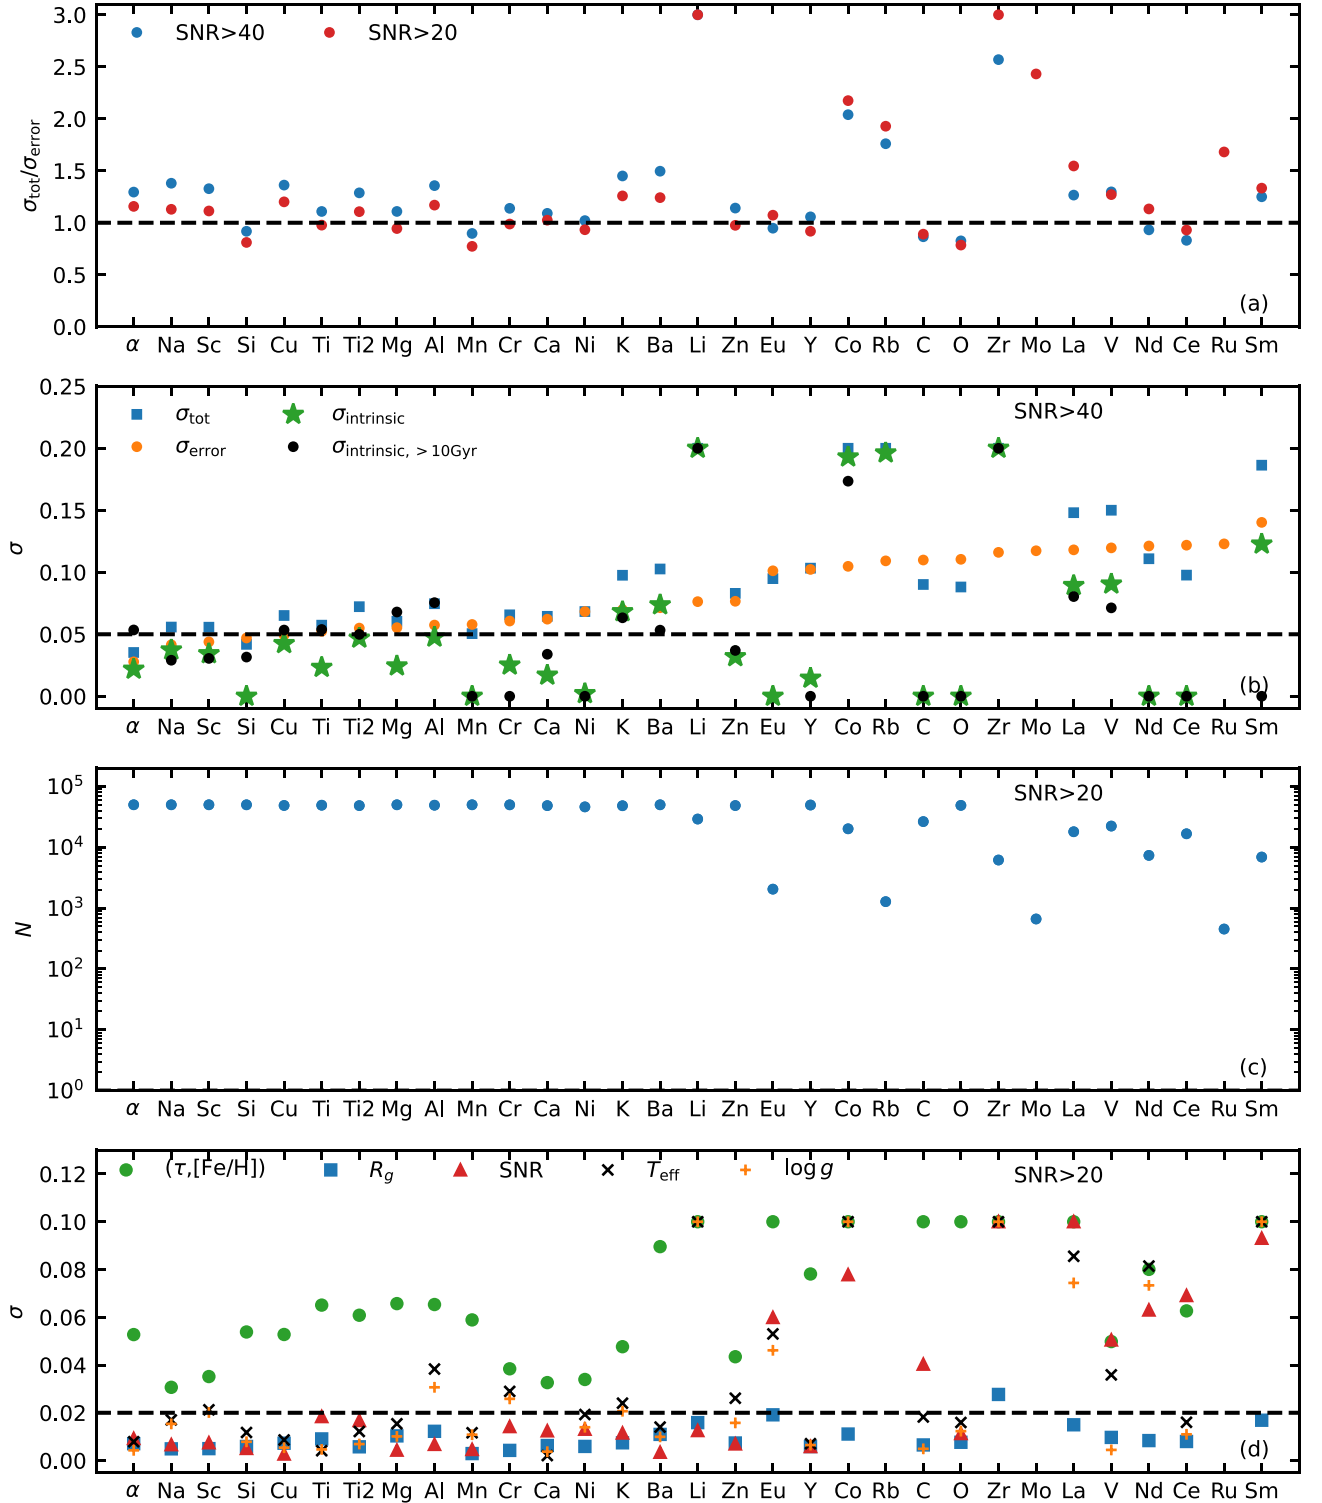 3.0
SNR>40 SNR>20
2.5
2.0
σtot/σerror
1.5
1.0
0.5
(a)
0.0
α Na Sc Si Cu Ti Ti2 Mg Al Mn Cr Ca Ni K Ba Li Zn Eu Y Co Rb C O Zr Mo La V Nd Ce Ru Sm
0.25
σtot σintrinsic SNR>40
σerror σintrinsic, >10Gyr
0.20
0.15
σ
0.10
0.05
(b)
0.00
α Na Sc Si Cu Ti Ti2 Mg Al Mn Cr Ca Ni K Ba Li Zn Eu Y Co Rb C O Zr Mo La V Nd Ce Ru Sm
10^5
SNR>20
10^4
10^3
N
10^2
10^1
(c)
10^0
α Na Sc Si Cu Ti Ti2 Mg Al Mn Cr Ca Ni K Ba Li Zn Eu Y Co Rb C O Zr Mo La V Nd Ce Ru Sm
(τ,[Fe/H]) Rg SNR Teff log g SNR>20
0.12
0.10
0.08
σ
0.06
0.04
0.02
(d)
0.00
α Na Sc Si Cu Ti Ti2 Mg Al Mn Cr Ca Ni K Ba Li Zn Eu Y Co Rb C O Zr Mo La V Nd Ce Ru Sm